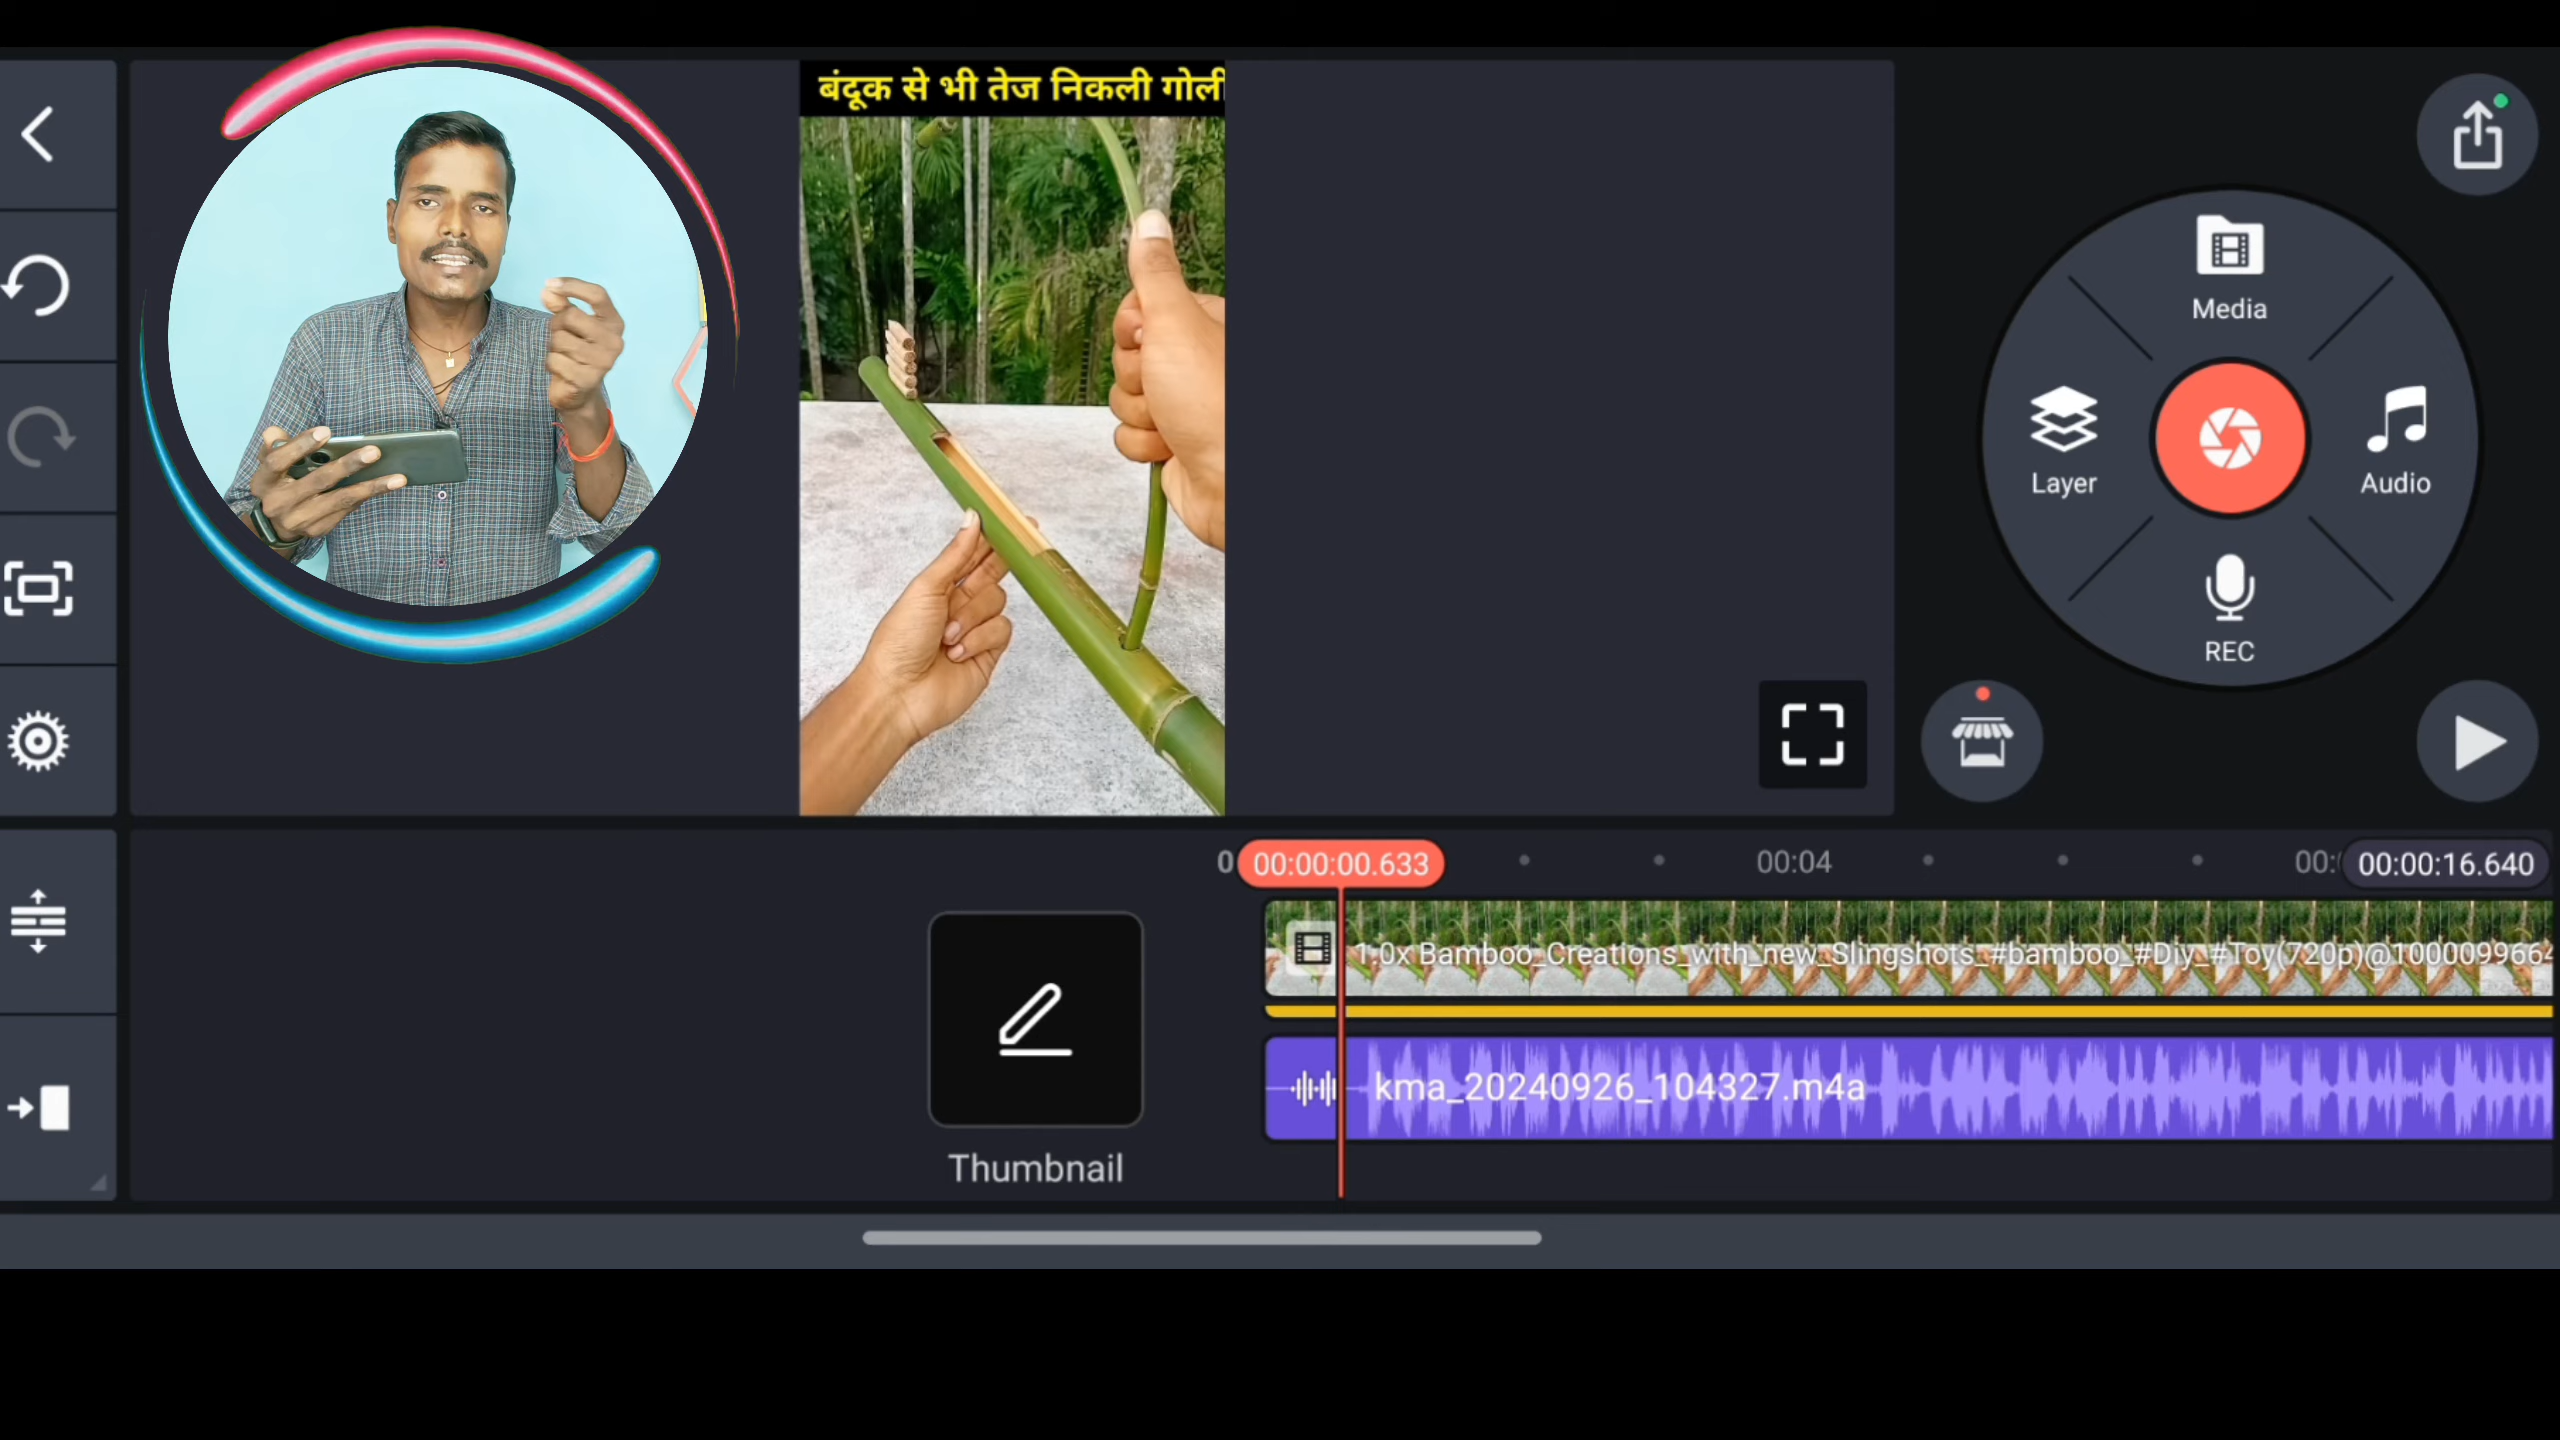 बंदूक से भी तेज निकली गोली
Media
Layer
Audio
REC
0
00:00:00.633
00:04
00:
00:00:16.640
1.0x Bamboo_Creations_with_new_Slingshots_#bamboo_#Diy_#Toy(720p)@100009966
kma_20240926_104327.m4a
Thumbnail